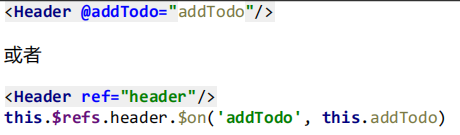 <Header @addTodo="addTodo"/>
或者
<Header ref="header"/>
this.$refs.header.$on('addTodo', this.addTodo)